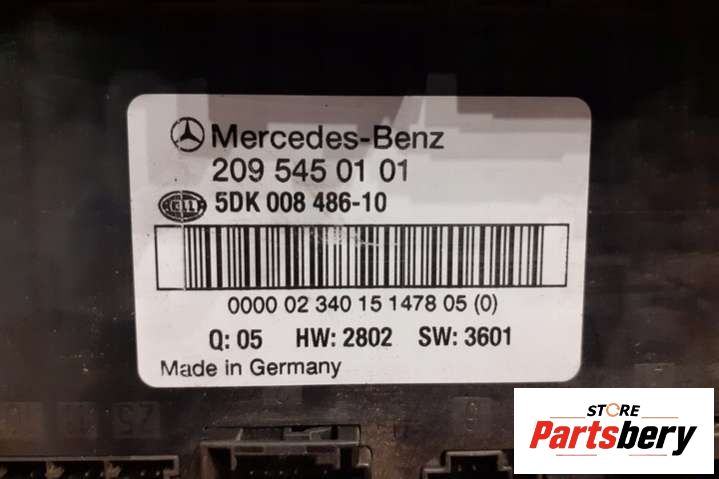 Mercedes-Benz
209 545 01 01
HELLA 5DK 008 486-10
0000 02 340 15 1478 05 (0)
Q: 05 HW: 2802 SW: 3601
Made in Germany
STORE
Partsbery